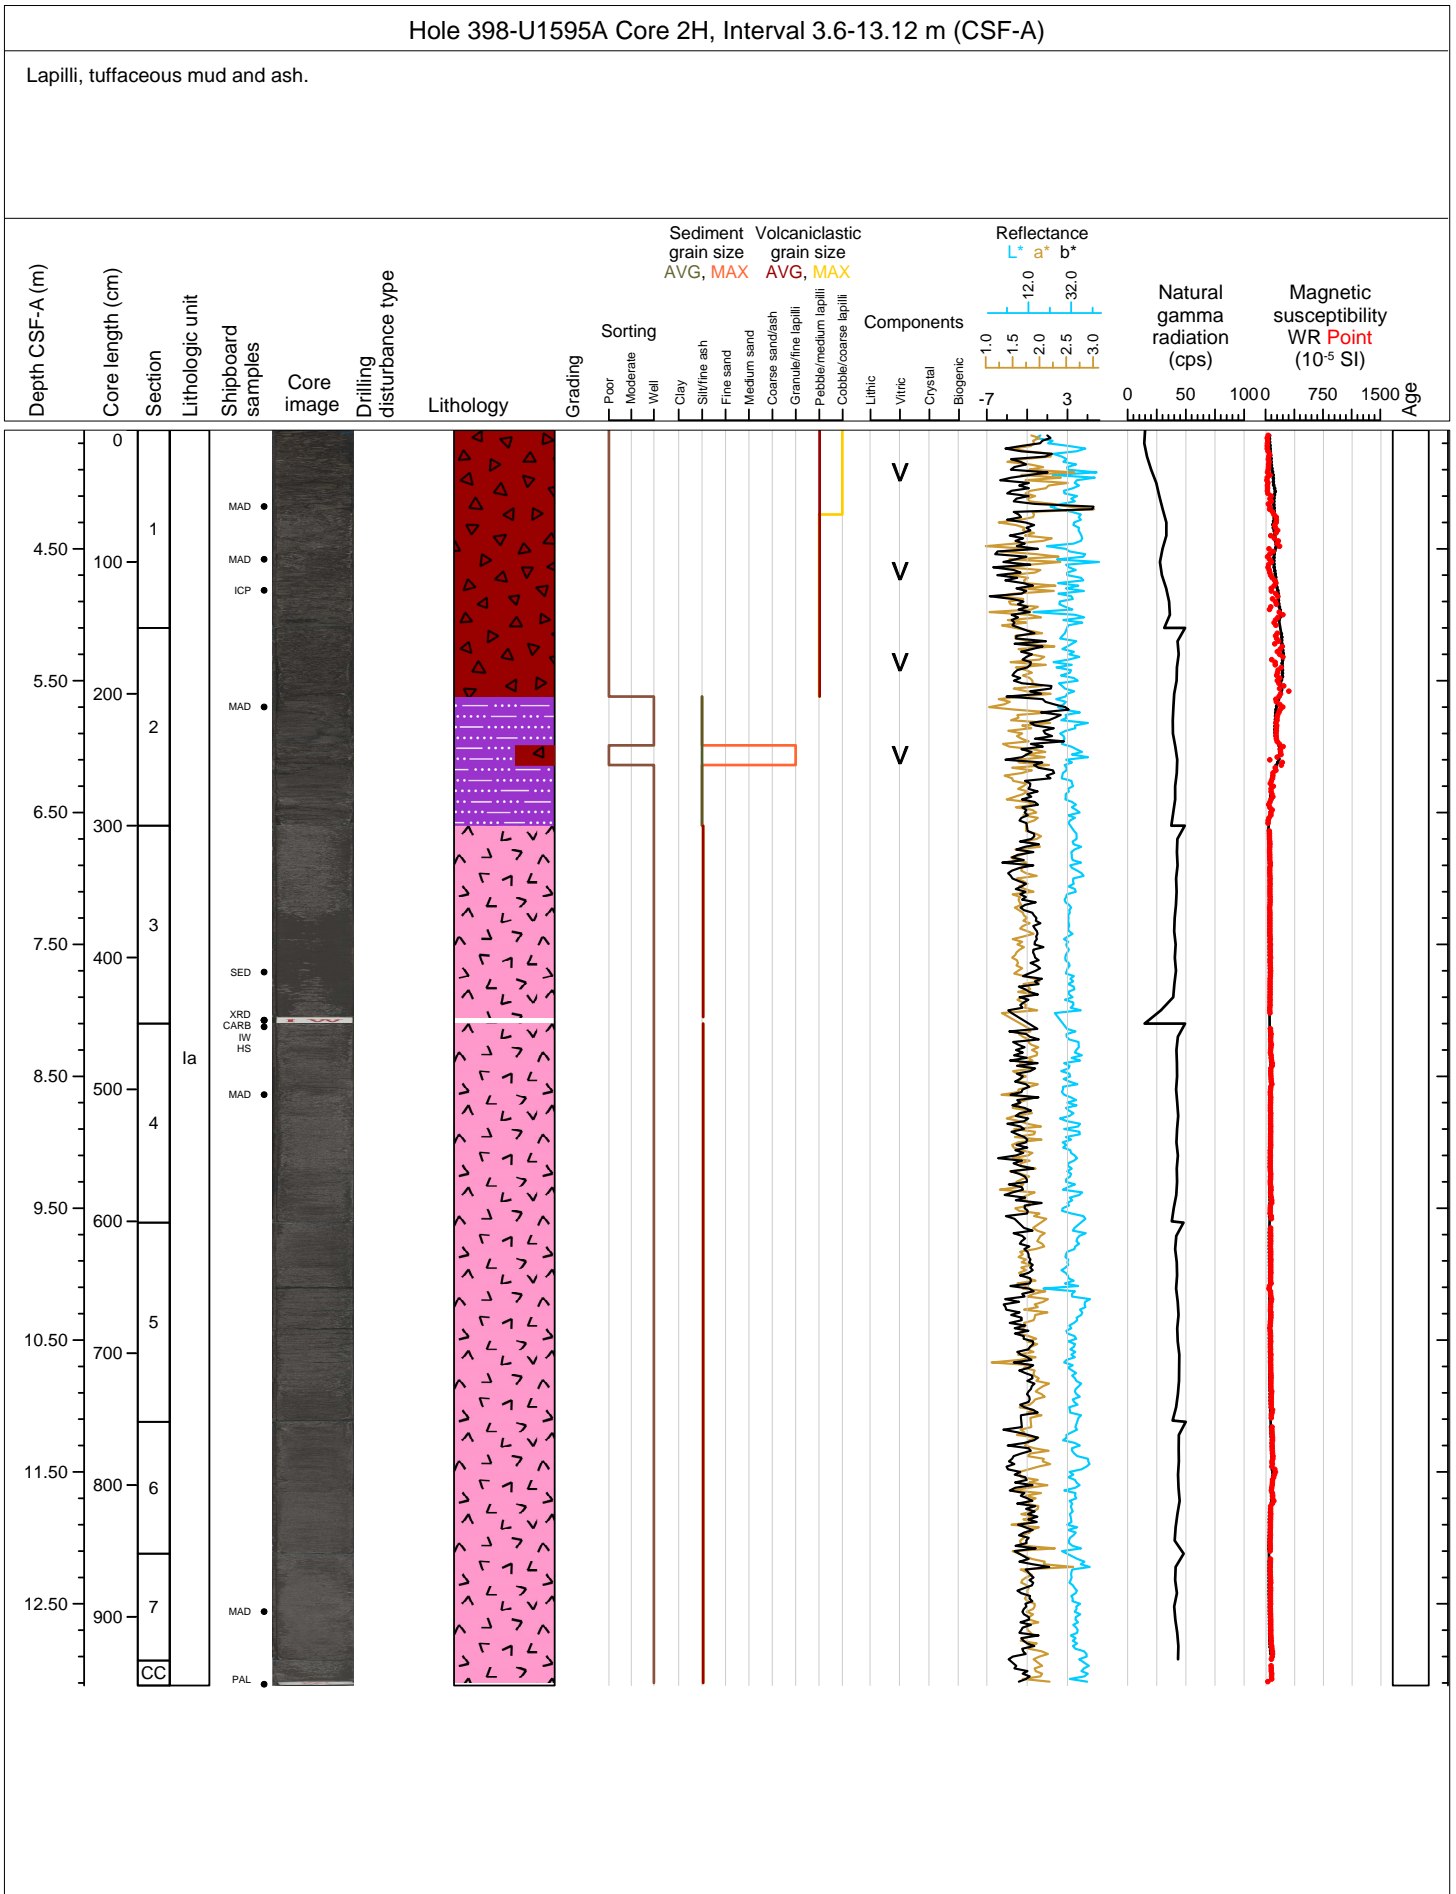 Hole 398-U1595A Core 2H, Interval 3.6-13.12 m (CSF-A)
Lapilli, tuffaceous mud and ash.
Depth CSF-A (m)
Core length (cm)
Section
Lithologic unit
Shipboard
samples
Core
image
Drilling
disturbance type
Lithology
Grading
Sorting
Poor
Moderate
Well
Sediment
grain size
AVG, MAX
Volcaniclastic
grain size
AVG, MAX
Clay
Silt/fine ash
Fine sand
Medium sand
Coarse sand/ash
Granule/fine lapilli
Pebble/medium lapilli
Cobble/coarse lapilli
Components
Lithic
Vitric
Crystal
Biogenic
Reflectance
L* a* b*
12.0 32.0
1.0 1.5 2.0 2.5 3.0
-7 3
Natural
gamma
radiation
(cps)
0 50 100
Magnetic
susceptibility
WR Point
(10-5 SI)
0 750 1500
Age
4.50
5.50
6.50
7.50
8.50
9.50
10.50
11.50
12.50
0
100
200
300
400
500
600
700
800
900
1
2
3
4
5
6
7
CC
Ia
MAD
MAD
ICP
MAD
SED
XRD
CARB
IW
HS
MAD
MAD
PAL
I W
V
V
V
V